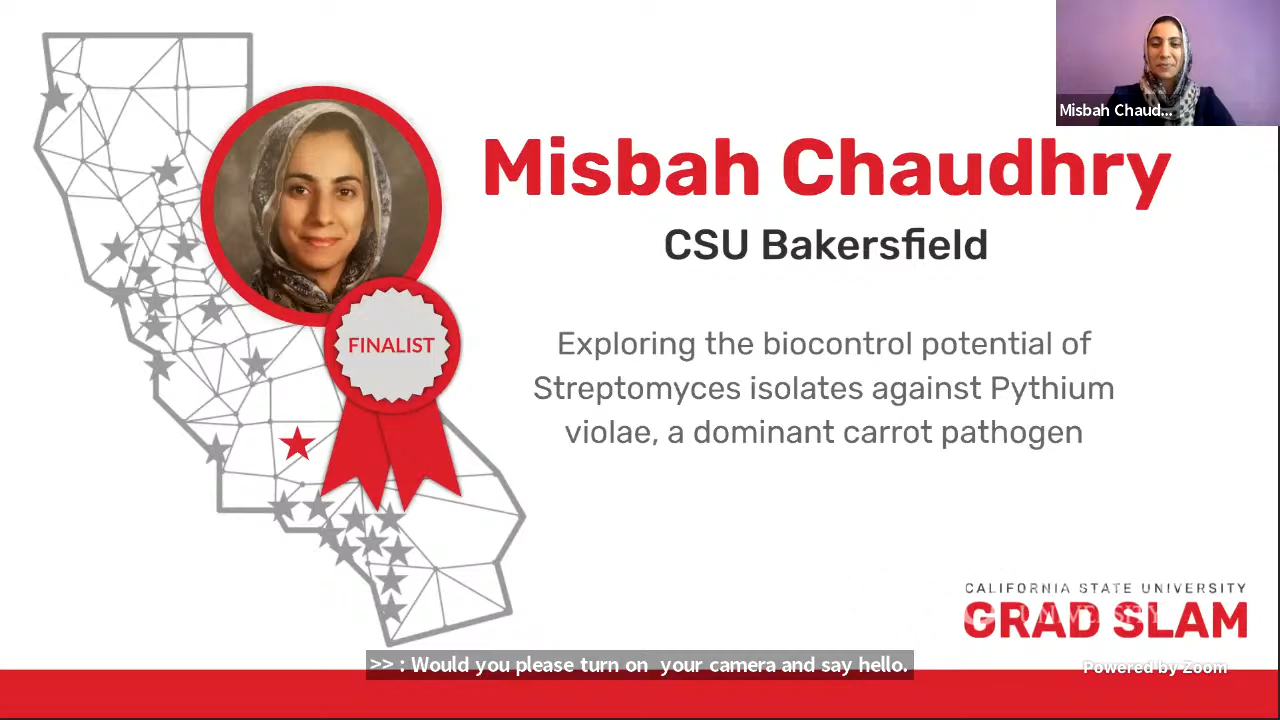 Misbah Chaud...
Misbah Chaudhry
CSU Bakersfield
FINALIST
Exploring the biocontrol potential of
Streptomyces isolates against Pythium
violae, a dominant carrot pathogen
CALIFORNIA STATE UNIVERSITY
GRAD SLAM
>> : Would you please turn on your camera and say hello.
Powered by Zoom